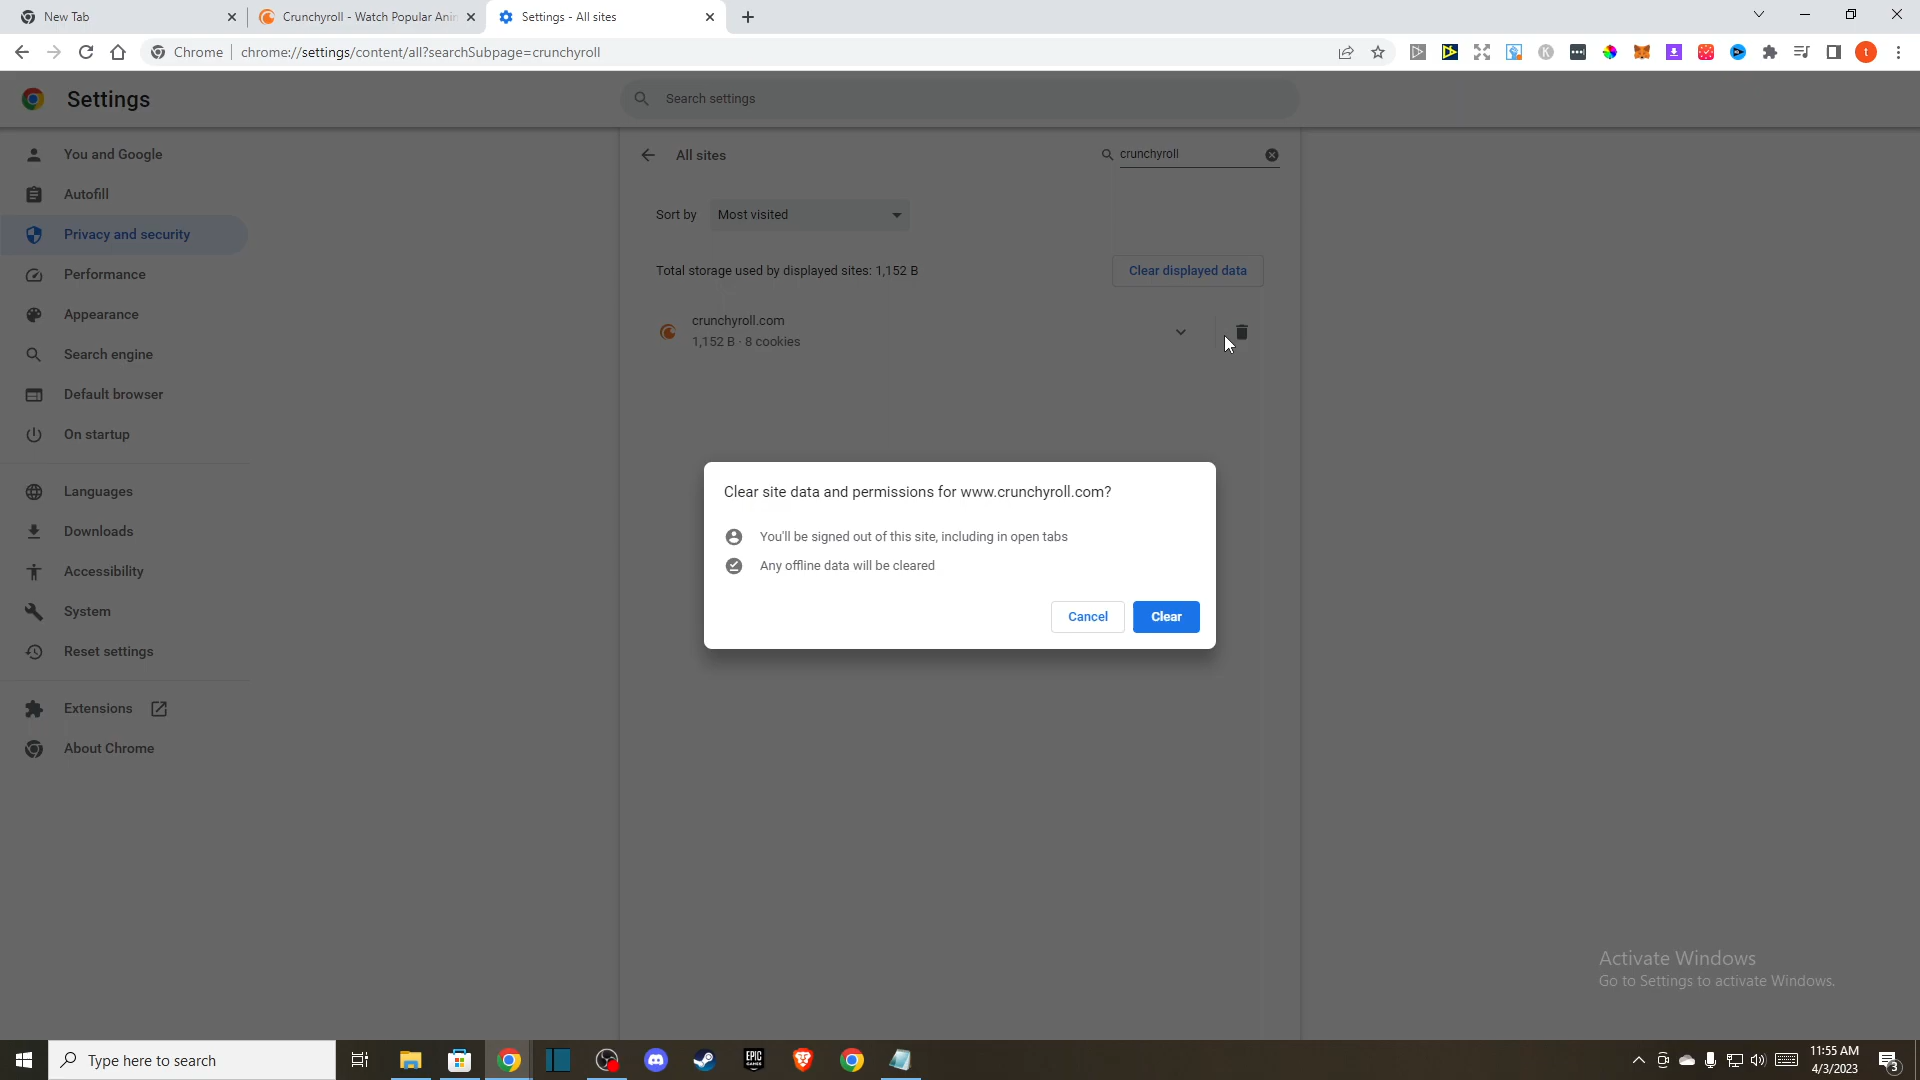 New Tab
Crunchyroll - Watch Popular Anim
Settings - All sites
Chrome
chrome://settings/content/all?searchSubpage=crunchyroll
t
Settings
Search settings
You and Google
Autofill
Privacy and security
Performance
Appearance
Search engine
Default browser
On startup
Languages
Downloads
Accessibility
System
Reset settings
Extensions
About Chrome
All sites
crunchyroll
Sort by
Most visited
Total storage used by displayed sites: 1,152 B
Clear displayed data
crunchyroll.com
1,152 B · 8 cookies
Clear site data and permissions for www.crunchyroll.com?
You'll be signed out of this site, including in open tabs
Any offline data will be cleared
Cancel
Clear
Activate Windows
Go to Settings to activate Windows.
Type here to search
EPIC
GAMES
11:55 AM
4/3/2023
3